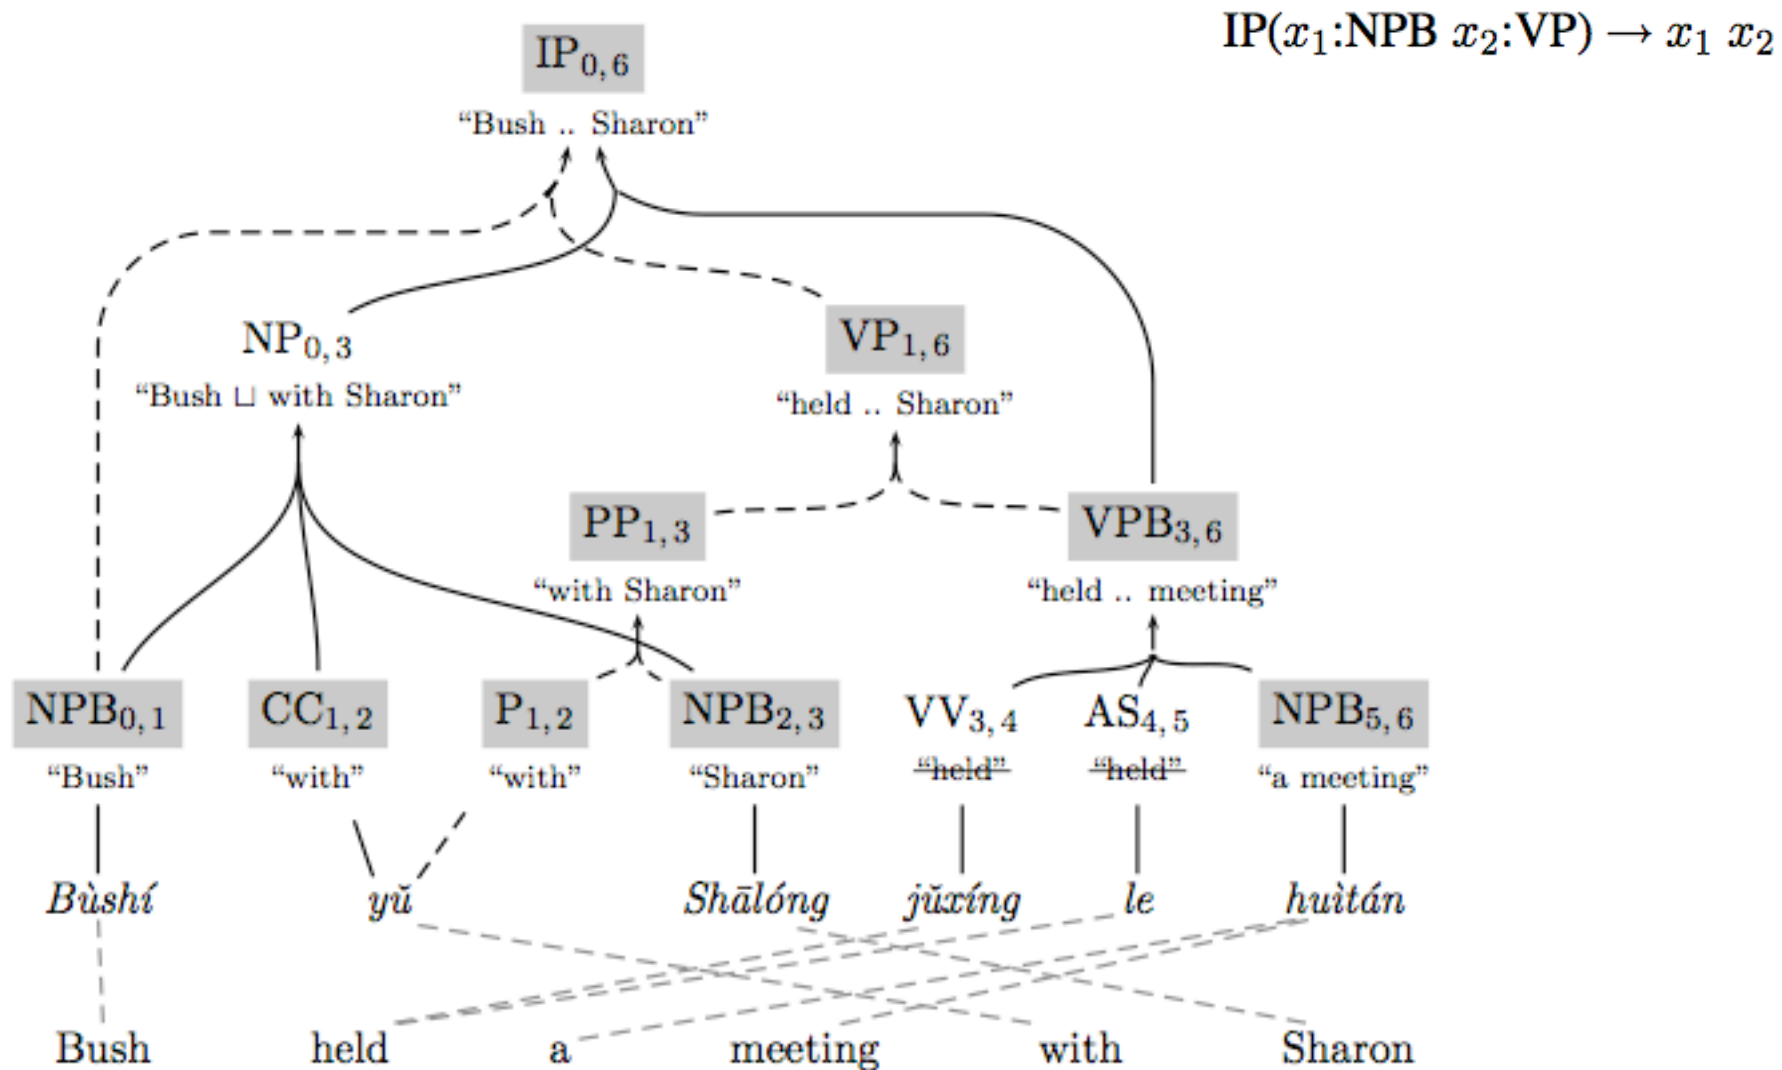 IP(x₁:NPB x₂:VP) → x₁ x₂
IP₀,₆
“Bush .. Sharon”
NP₀,₃
“Bush ⊔ with Sharon”
VP₁,₆
“held .. Sharon”
PP₁,₃
“with Sharon”
VPB₃,₆
“held .. meeting”
NPB₀,₁ CC₁,₂ P₁,₂ NPB₂,₃ VV₃,₄ AS₄,₅ NPB₅,₆
“Bush” “with” “with” “Sharon” “held” “held” “a meeting”
Bùshí yǔ Shālóng jǔxíng le huìtán
Bush held a meeting with Sharon